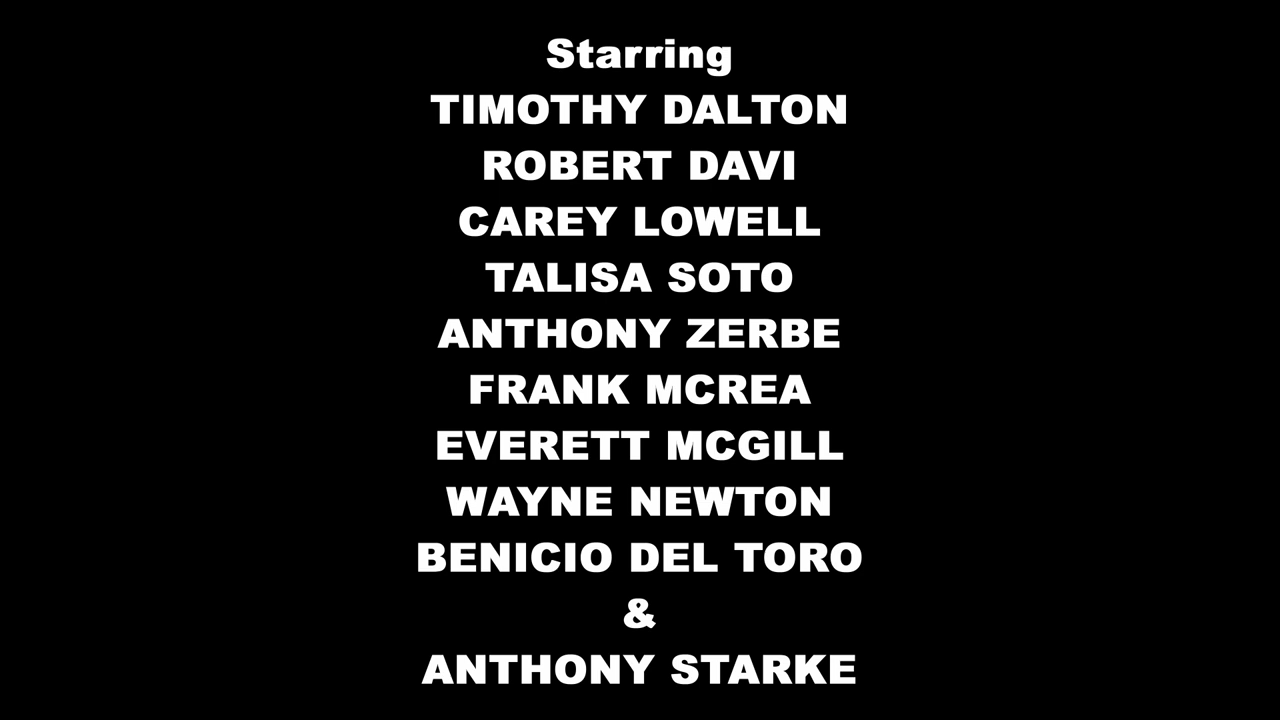 Starring
TIMOTHY DALTON
ROBERT DAVI
CAREY LOWELL
TALISA SOTO
ANTHONY ZERBE
FRANK MCREA
EVERETT MCGILL
WAYNE NEWTON
BENICIO DEL TORO
&
ANTHONY STARKE